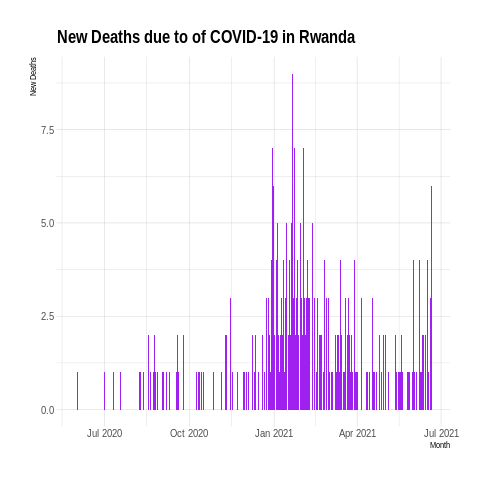 New Deaths due to of COVID-19 in Rwanda
New Deaths
7.5
5.0
2.5
0.0
Jul 2020 Oct 2020 Jan 2021 Apr 2021 Jul 2021
Month